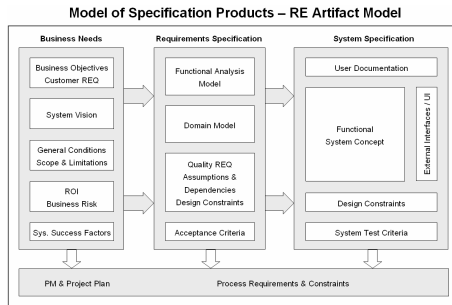 Model of Specification Products – RE Artifact Model
Business Needs
Business Objectives
Customer REQ
System Vision
General Conditions
Scope & Limitations
ROI
Business Risk
Sys. Success Factors
Requirements Specification
Functional Analysis
Model
Domain Model
Quality REQ
Assumptions &
Dependencies
Design Constraints
Acceptance Criteria
System Specification
User Documentation
Functional
System Concept
External Interfaces / UI
Design Constraints
System Test Criteria
PM & Project Plan
Process Requirements & Constraints